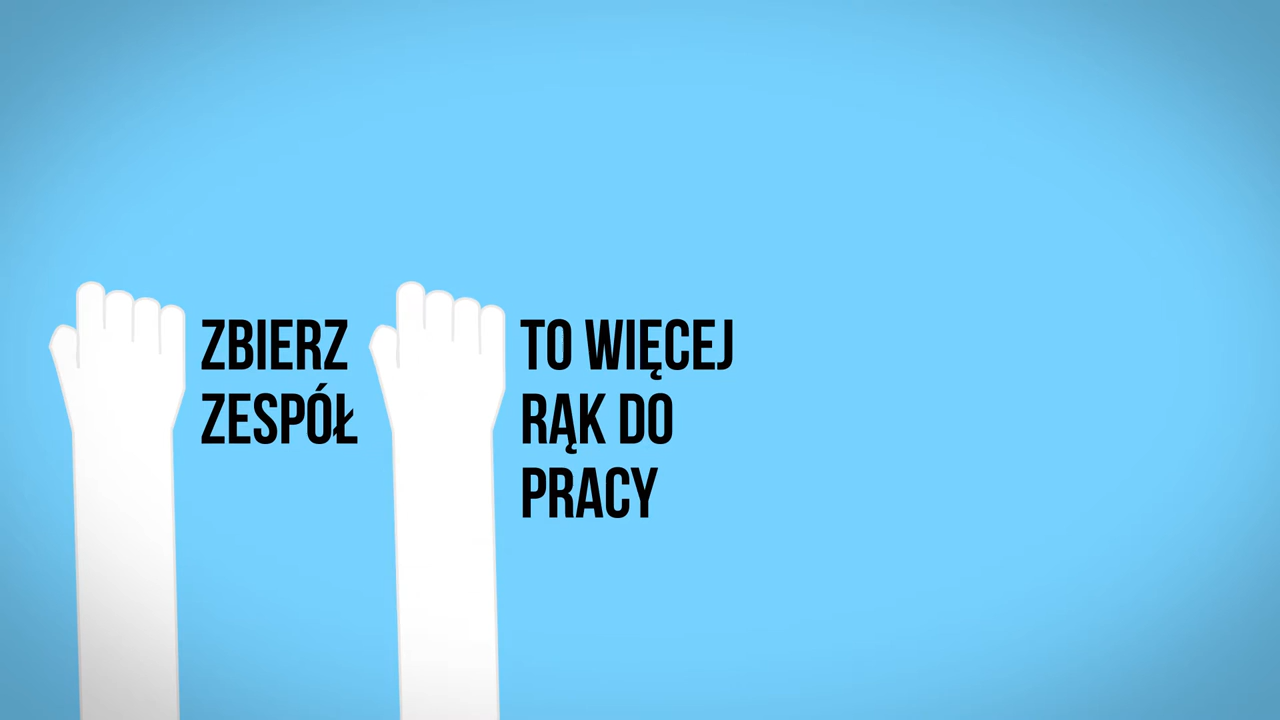 ZBIERZ
ZESPÓŁ
TO WIĘCEJ
RĄK DO
PRACY